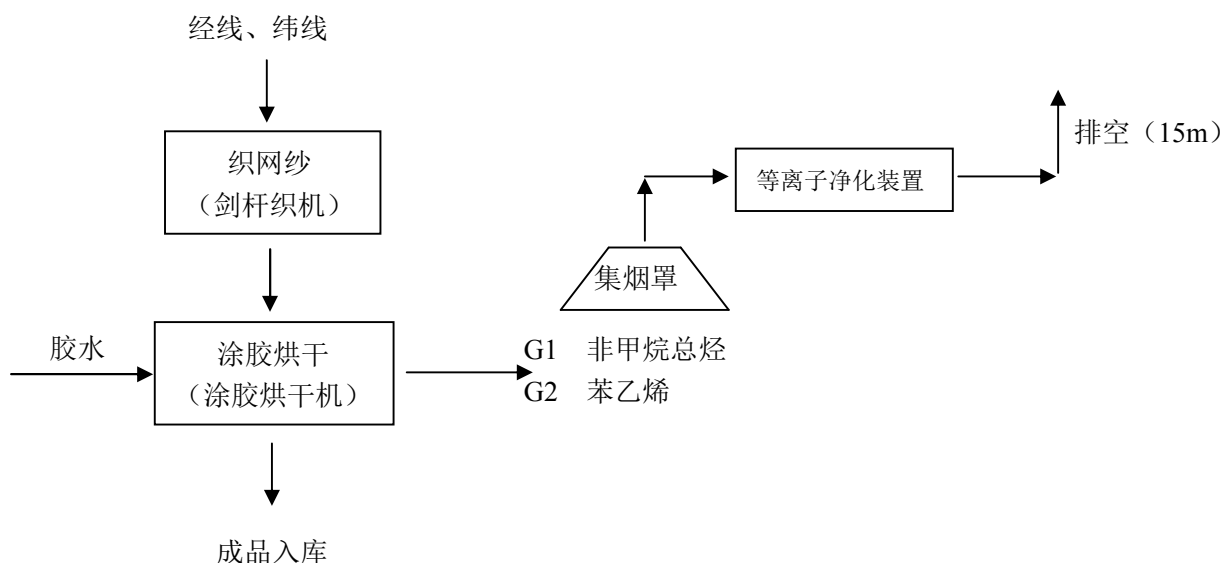 经线、纬线
排空（15m）
织网纱
（剑杆织机）
等离子净化装置
集烟罩
胶水
涂胶烘干
（涂胶烘干机）
G1 非甲烷总烃
G2 苯乙烯
成品入库